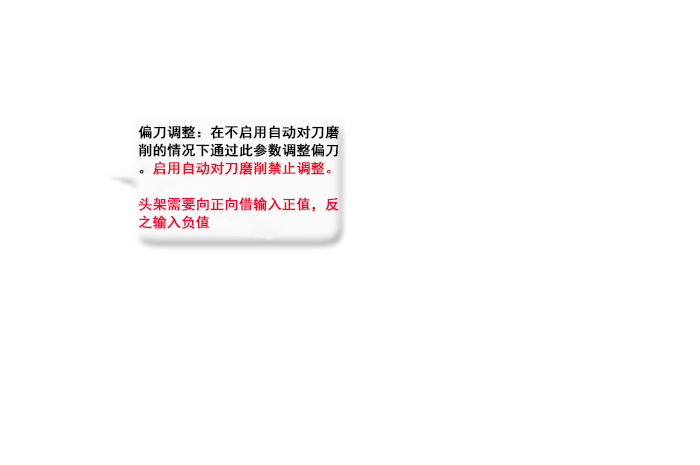 偏刀调整：在不启用自动对刀磨
削的情况下通过此参数调整偏刀
。启用自动对刀磨削禁止调整。
头架需要向正向借输入正值，反
之输入负值